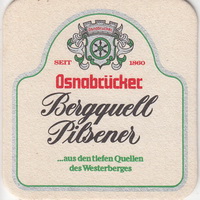 SEIT 1860
Osnabrücker
Bergquell
Pilsener
...aus den tiefen Quellen
des Westerberges